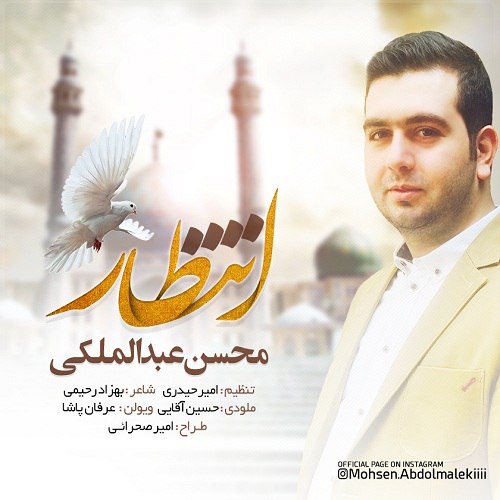 انتظار
محسن عبدالملکی
تنظیم : امیر حیدری شاعر : بهزاد رحیمی
ملودی : حسین آقایی ویولن : عرفان پاشا
طراح : امیر صحرائی
OFFICIAL PAGE ON INSTAGRAM
@Mohsen.Abdolmalekiiii